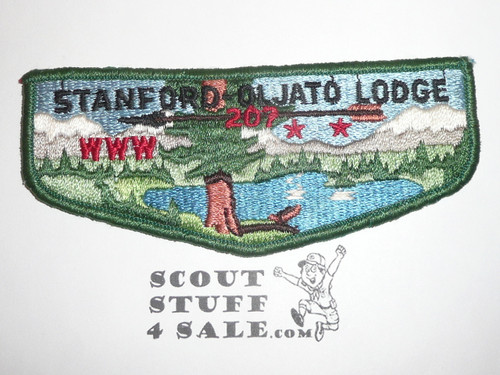 STANFORD-OLJATO LODGE
207
WWW
SCOUT
STUFF
4 SALE.COM